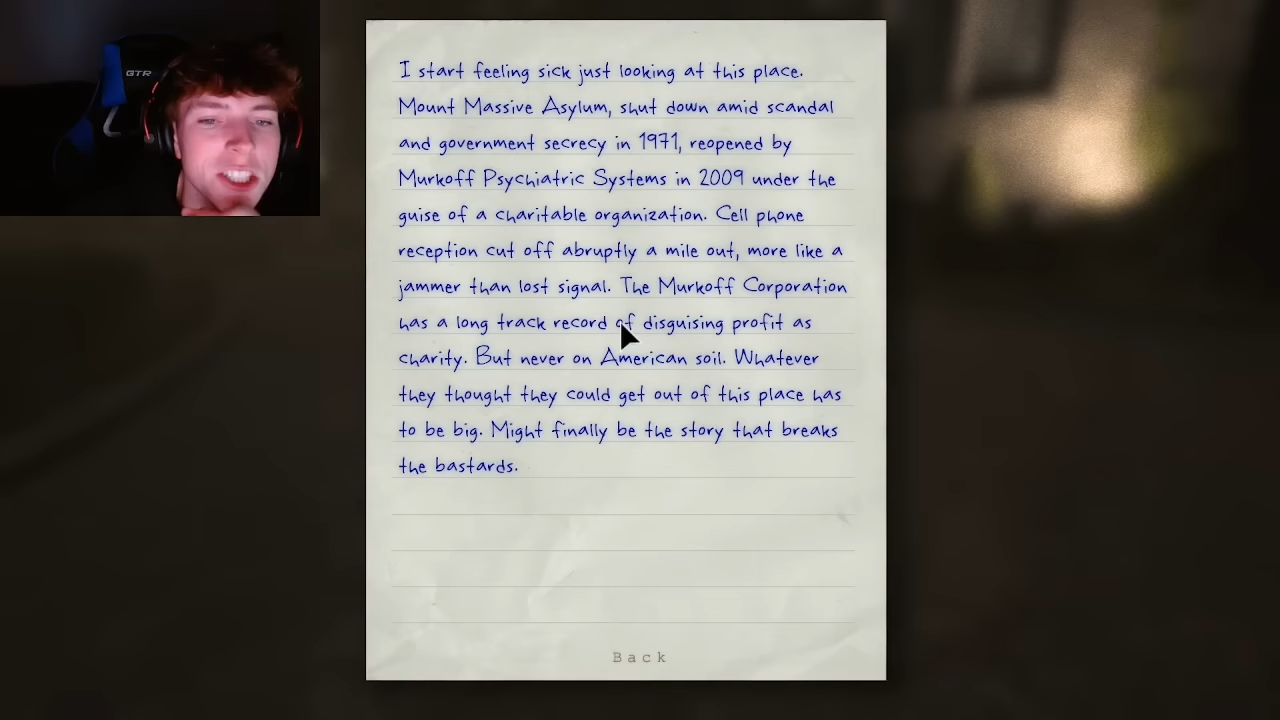 GTR
I start feeling sick just looking at this place.
Mount Massive Asylum, shut down amid scandal
and government secrecy in 1971, reopened by
Murkoff Psychiatric Systems in 2009 under the
guise of a charitable organization. Cell phone
reception cut off abruptly a mile out, more like a
jammer than lost signal. The Murkoff Corporation
has a long track record of disguising profit as
charity. But never on American soil. Whatever
they thought they could get out of this place has
to be big. Might finally be the story that breaks
the bastards.
Back